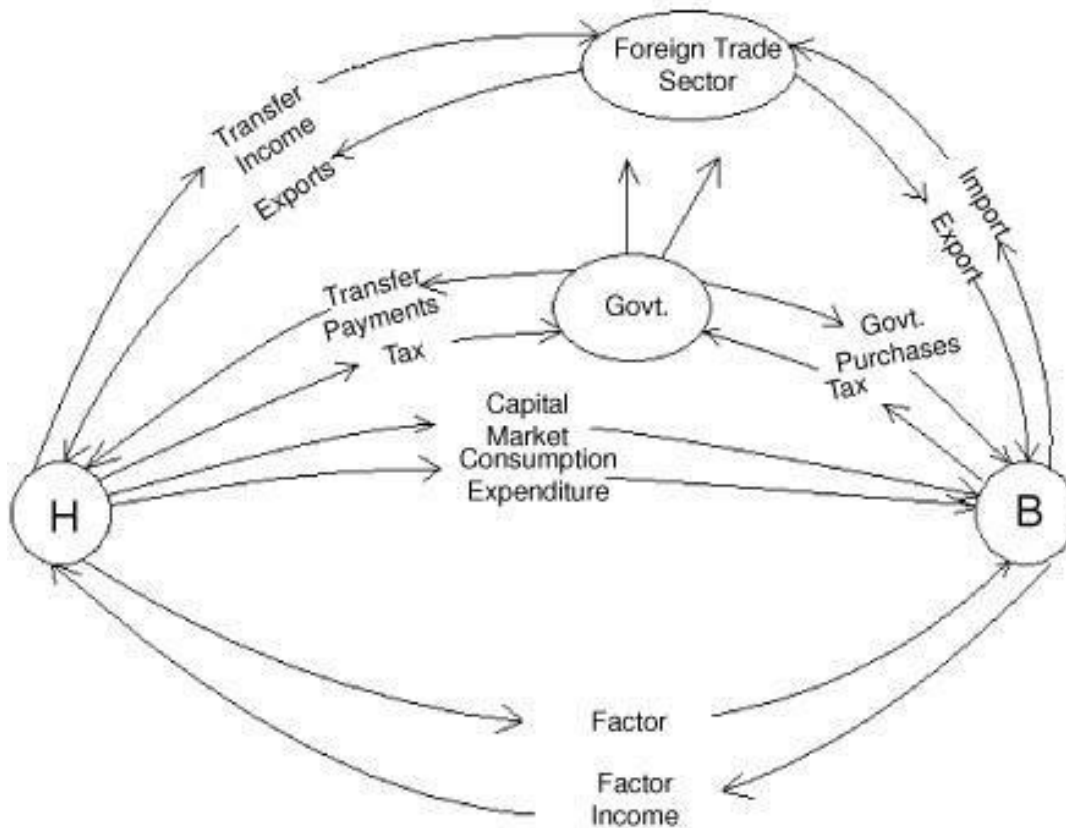 Foreign Trade
Sector
Transfer
Income
Exports
Import
Export
Transfer
Payments
Tax
Govt.
Govt.
Purchases
Tax
Capital
Market
Consumption
Expenditure
H
B
Factor
Factor
Income